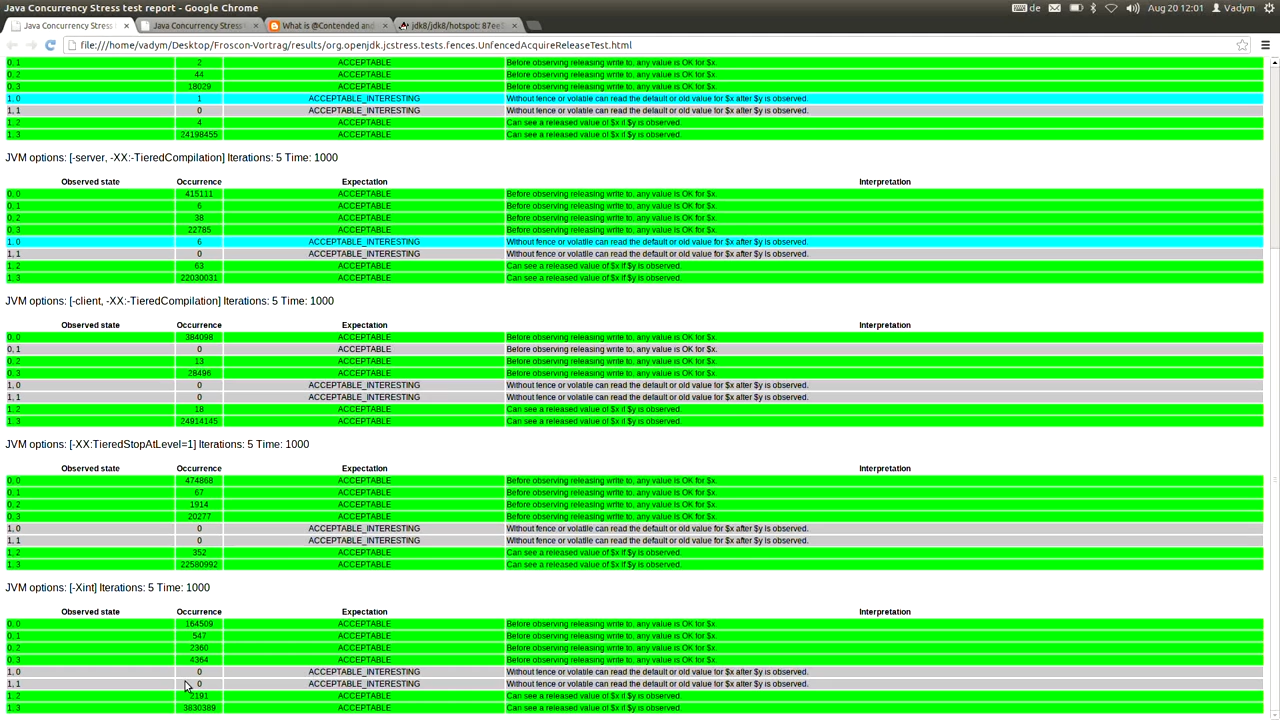 Java Concurrency Stress test report - Google Chrome de Aug 20 12:01 Vadym
Java Concurrency Stress Java Concurrency Stress What is @Contended and jdk8/jdk8/hotspot: 87ee5
file:///home/vadym/Desktop/Froscon-Vortrag/results/org.openjdk.jcstress.tests.fences.UnfencedAcquireReleaseTest.html
0, 1 2 ACCEPTABLE Before observing releasing write to, any value is OK for $x.
0, 2 44 ACCEPTABLE Before observing releasing write to, any value is OK for $x.
0, 3 18029 ACCEPTABLE Before observing releasing write to, any value is OK for $x.
1, 0 1 ACCEPTABLE_INTERESTING Without fence or volatile can read the default or old value for $x after $y is observed.
1, 1 0 ACCEPTABLE_INTERESTING Without fence or volatile can read the default or old value for $x after $y is observed.
1, 2 4 ACCEPTABLE Can see a released value of $x if $y is observed.
1, 3 24198455 ACCEPTABLE Can see a released value of $x if $y is observed.
JVM options: [-server, -XX:-TieredCompilation] Iterations: 5 Time: 1000
Observed state Occurrence Expectation Interpretation
0, 0 415111 ACCEPTABLE Before observing releasing write to, any value is OK for $x.
0, 1 6 ACCEPTABLE Before observing releasing write to, any value is OK for $x.
0, 2 38 ACCEPTABLE Before observing releasing write to, any value is OK for $x.
0, 3 22785 ACCEPTABLE Before observing releasing write to, any value is OK for $x.
1, 0 6 ACCEPTABLE_INTERESTING Without fence or volatile can read the default or old value for $x after $y is observed.
1, 1 0 ACCEPTABLE_INTERESTING Without fence or volatile can read the default or old value for $x after $y is observed.
1, 2 63 ACCEPTABLE Can see a released value of $x if $y is observed.
1, 3 22030031 ACCEPTABLE Can see a released value of $x if $y is observed.
JVM options: [-client, -XX:-TieredCompilation] Iterations: 5 Time: 1000
Observed state Occurrence Expectation Interpretation
0, 0 384098 ACCEPTABLE Before observing releasing write to, any value is OK for $x.
0, 1 0 ACCEPTABLE Before observing releasing write to, any value is OK for $x.
0, 2 13 ACCEPTABLE Before observing releasing write to, any value is OK for $x.
0, 3 28496 ACCEPTABLE Before observing releasing write to, any value is OK for $x.
1, 0 0 ACCEPTABLE_INTERESTING Without fence or volatile can read the default or old value for $x after $y is observed.
1, 1 0 ACCEPTABLE_INTERESTING Without fence or volatile can read the default or old value for $x after $y is observed.
1, 2 18 ACCEPTABLE Can see a released value of $x if $y is observed.
1, 3 24914145 ACCEPTABLE Can see a released value of $x if $y is observed.
JVM options: [-XX:TieredStopAtLevel=1] Iterations: 5 Time: 1000
Observed state Occurrence Expectation Interpretation
0, 0 474868 ACCEPTABLE Before observing releasing write to, any value is OK for $x.
0, 1 67 ACCEPTABLE Before observing releasing write to, any value is OK for $x.
0, 2 1914 ACCEPTABLE Before observing releasing write to, any value is OK for $x.
0, 3 20277 ACCEPTABLE Before observing releasing write to, any value is OK for $x.
1, 0 0 ACCEPTABLE_INTERESTING Without fence or volatile can read the default or old value for $x after $y is observed.
1, 1 0 ACCEPTABLE_INTERESTING Without fence or volatile can read the default or old value for $x after $y is observed.
1, 2 352 ACCEPTABLE Can see a released value of $x if $y is observed.
1, 3 22580992 ACCEPTABLE Can see a released value of $x if $y is observed.
JVM options: [-Xint] Iterations: 5 Time: 1000
Observed state Occurrence Expectation Interpretation
0, 0 164509 ACCEPTABLE Before observing releasing write to, any value is OK for $x.
0, 1 547 ACCEPTABLE Before observing releasing write to, any value is OK for $x.
0, 2 2360 ACCEPTABLE Before observing releasing write to, any value is OK for $x.
0, 3 4364 ACCEPTABLE Before observing releasing write to, any value is OK for $x.
1, 0 0 ACCEPTABLE_INTERESTING Without fence or volatile can read the default or old value for $x after $y is observed.
1, 1 0 ACCEPTABLE_INTERESTING Without fence or volatile can read the default or old value for $x after $y is observed.
1, 2 2191 ACCEPTABLE Can see a released value of $x if $y is observed.
1, 3 3830389 ACCEPTABLE Can see a released value of $x if $y is observed.